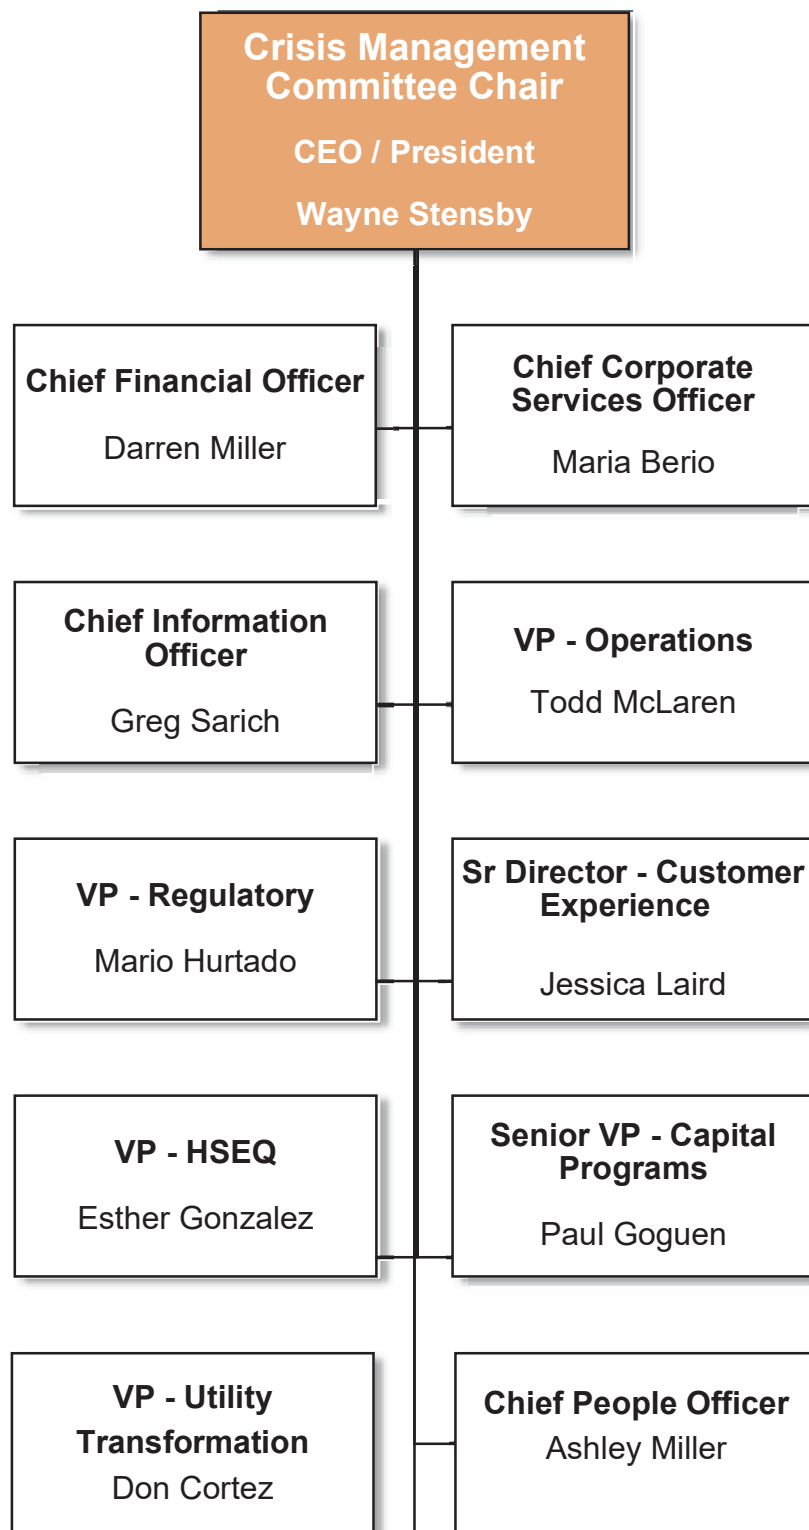 Crisis Management
Committee Chair
CEO / President
Wayne Stensby
Chief Financial Officer
Darren Miller
Chief Corporate
Services Officer
Maria Berio
Chief Information
Officer
Greg Sarich
VP - Operations
Todd McLaren
VP - Regulatory
Mario Hurtado
Sr Director - Customer
Experience
Jessica Laird
VP - HSEQ
Esther Gonzalez
Senior VP - Capital
Programs
Paul Goguen
VP - Utility
Transformation
Don Cortez
Chief People Officer
Ashley Miller